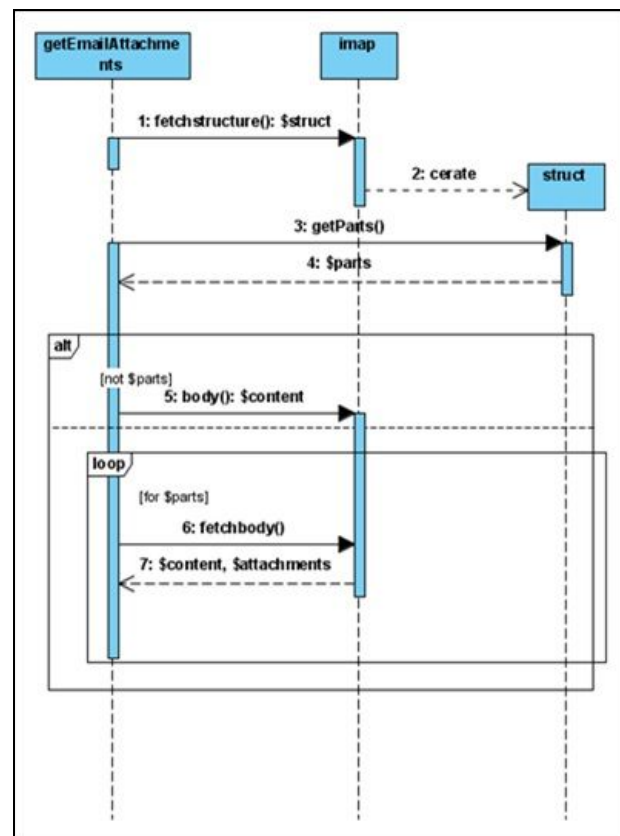 getEmailAttachme
nts
imap
1: fetchstructure(): $struct
2: cerate
struct
3: getParts()
4: $parts
alt
[not $parts]
5: body(): $content
loop
[for $parts]
6: fetchbody()
7: $content, $attachments